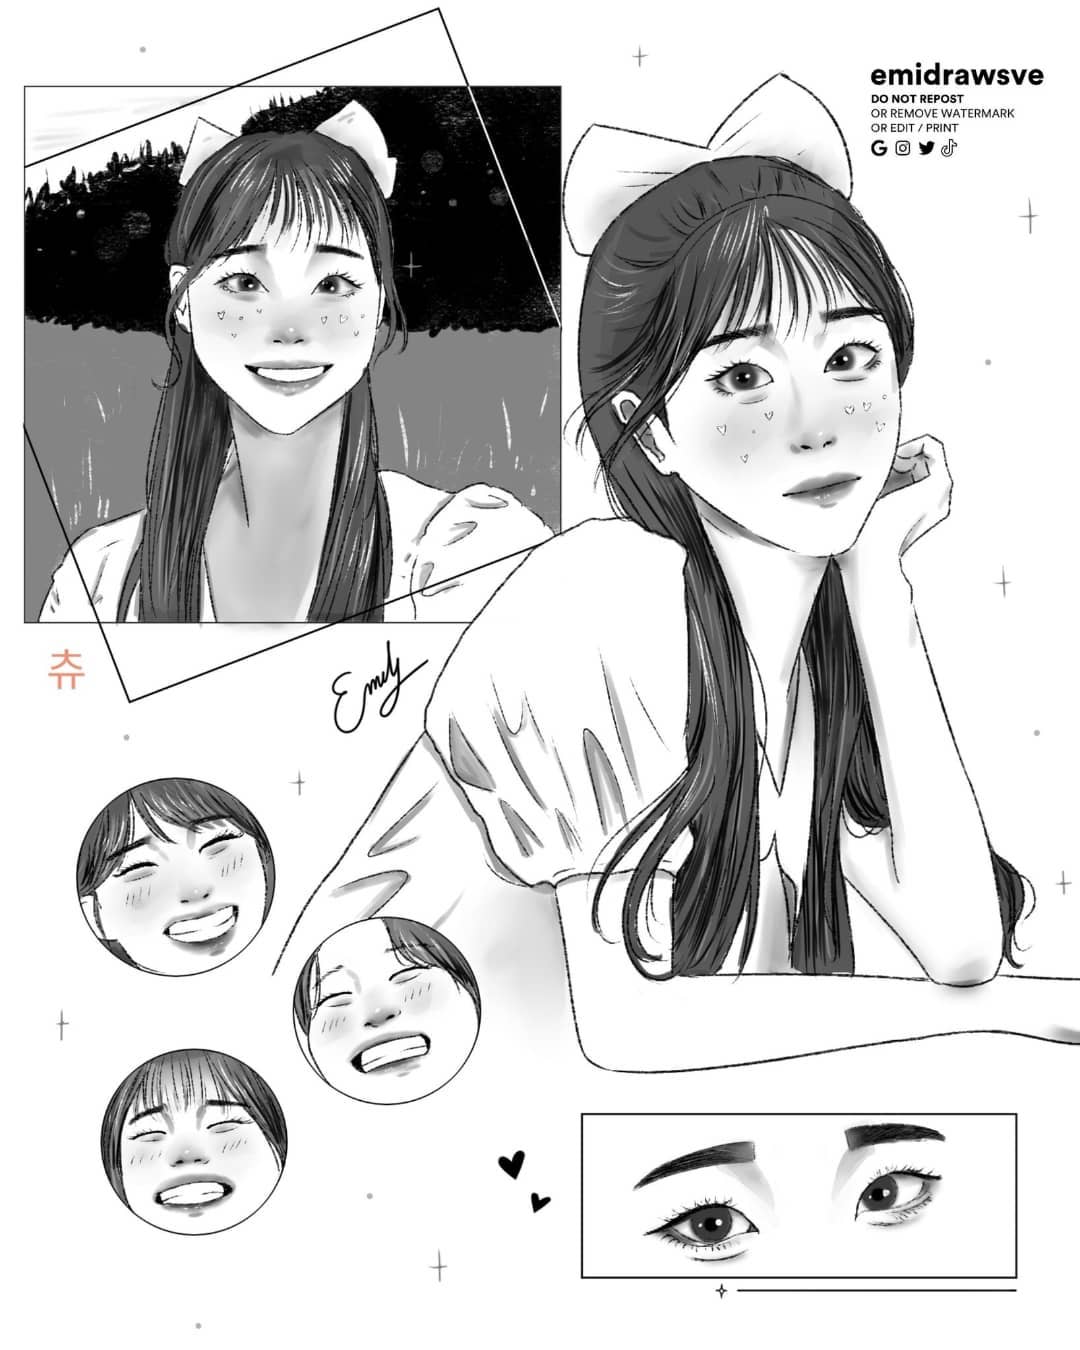 emidrawsve
DO NOT REPOST
OR REMOVE WATERMARK
OR EDIT / PRINT
츄
Emily